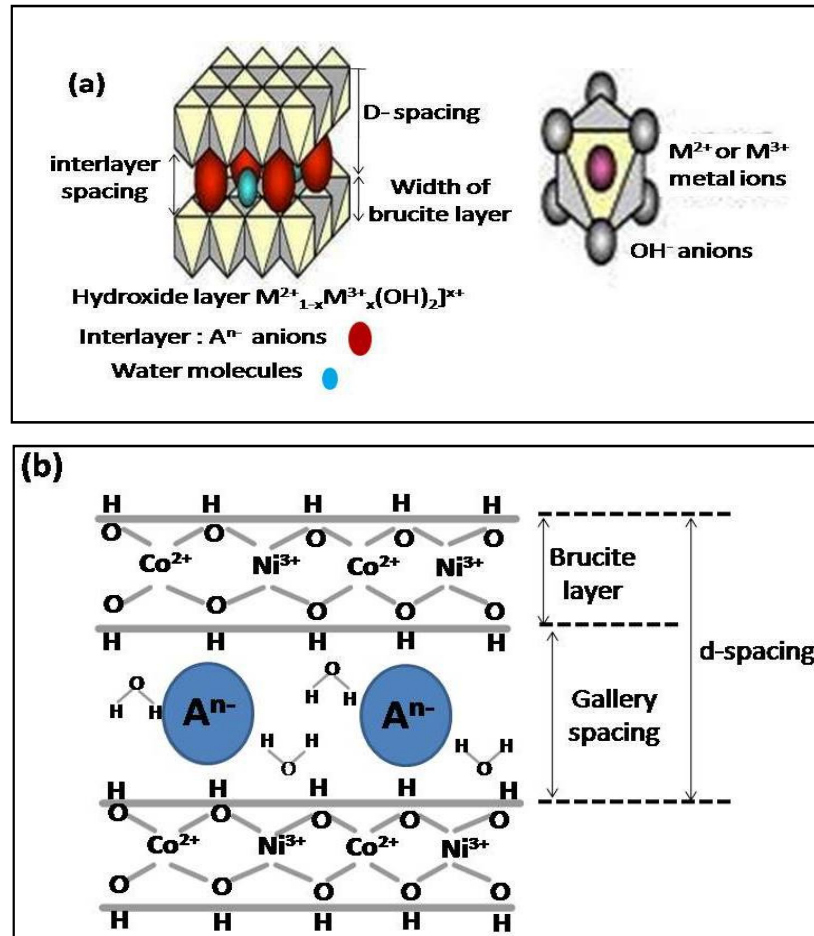 (a)
D- spacing
interlayer
spacing
Width of
brucite layer
M²⁺ or M³⁺
metal ions
OH⁻ anions
Hydroxide layer M²⁺₁₋ₓM³⁺ₓ(OH)₂]ˣ⁺
Interlayer : Aⁿ⁻ anions
Water molecules
(b)
H H H H H
O O O O O
Co²⁺ Ni³⁺ Co²⁺ Ni³⁺
O O O O O
H H H H H
Brucite
layer
d-spacing
O O
H H H H
Aⁿ⁻ Aⁿ⁻
H H H H
O O
Gallery
spacing
H H H H H
O O O O O
Co²⁺ Ni³⁺ Co²⁺ Ni³⁺
O O O O O
H H H H H